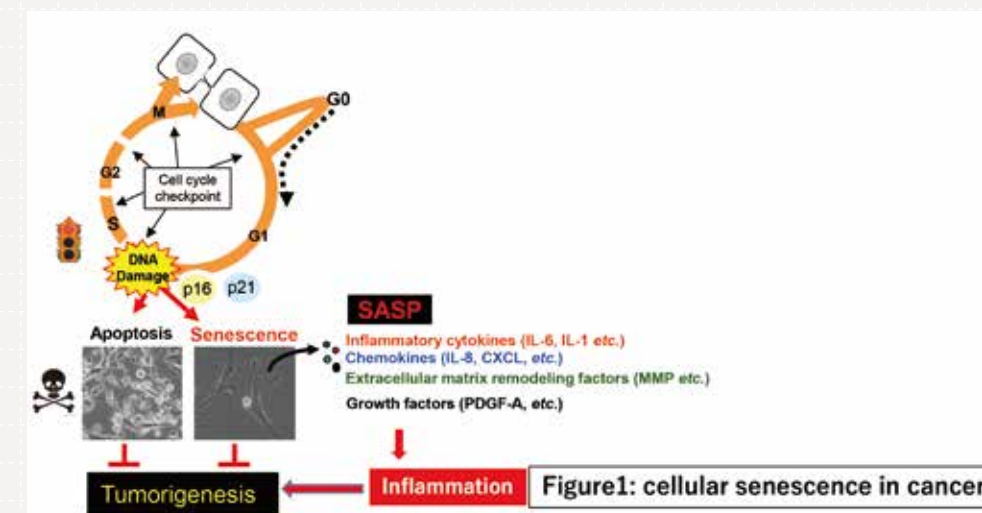 G0
M
G2
Cell cycle
checkpoint
S
G1
DNA
Damage
p16
p21
SASP
Apoptosis
Senescence
Inflammatory cytokines (IL-6, IL-1 etc.)
Chemokines (IL-8, CXCL, etc.)
Extracellular matrix remodeling factors (MMP etc.)
Growth factors (PDGF-A, etc.)
Tumorigenesis
Inflammation
Figure1: cellular senescence in cancer